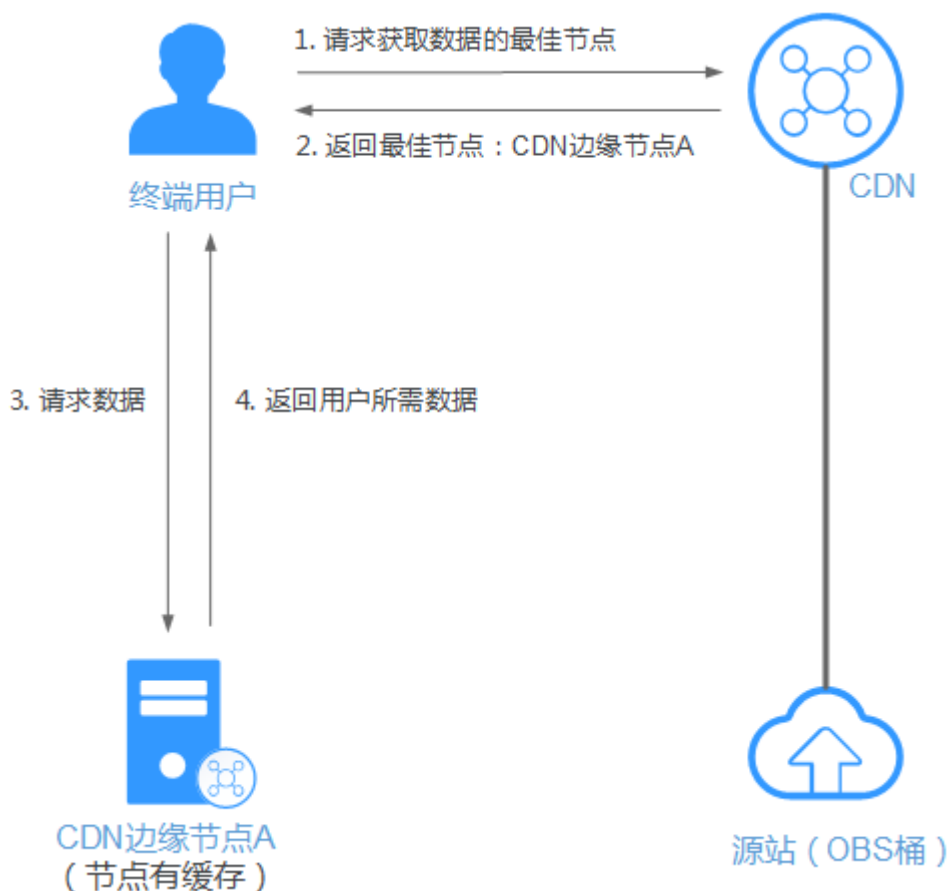 1. 请求获取数据的最佳节点
2. 返回最佳节点：CDN边缘节点A
终端用户
CDN
3. 请求数据
4. 返回用户所需数据
CDN边缘节点A
（节点有缓存）
源站（OBS桶）